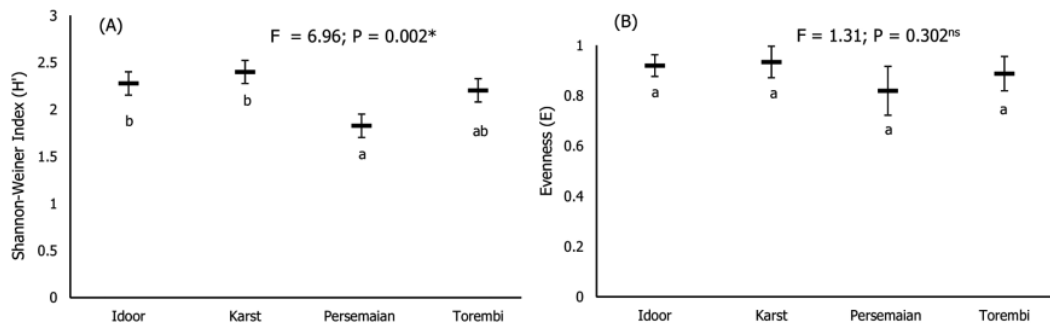 (A)
F = 6.96; P = 0.002*
Shannon-Weiner Index (H')
3
2.5
2
1.5
1
0.5
0
b
b
a
ab
Idoor
Karst
Persemaian
Torembi
(B)
F = 1.31; P = 0.302ns
Evenness (E)
1
0.8
0.6
0.4
0.2
0
a
a
a
a
Idoor
Karst
Persemaian
Torembi